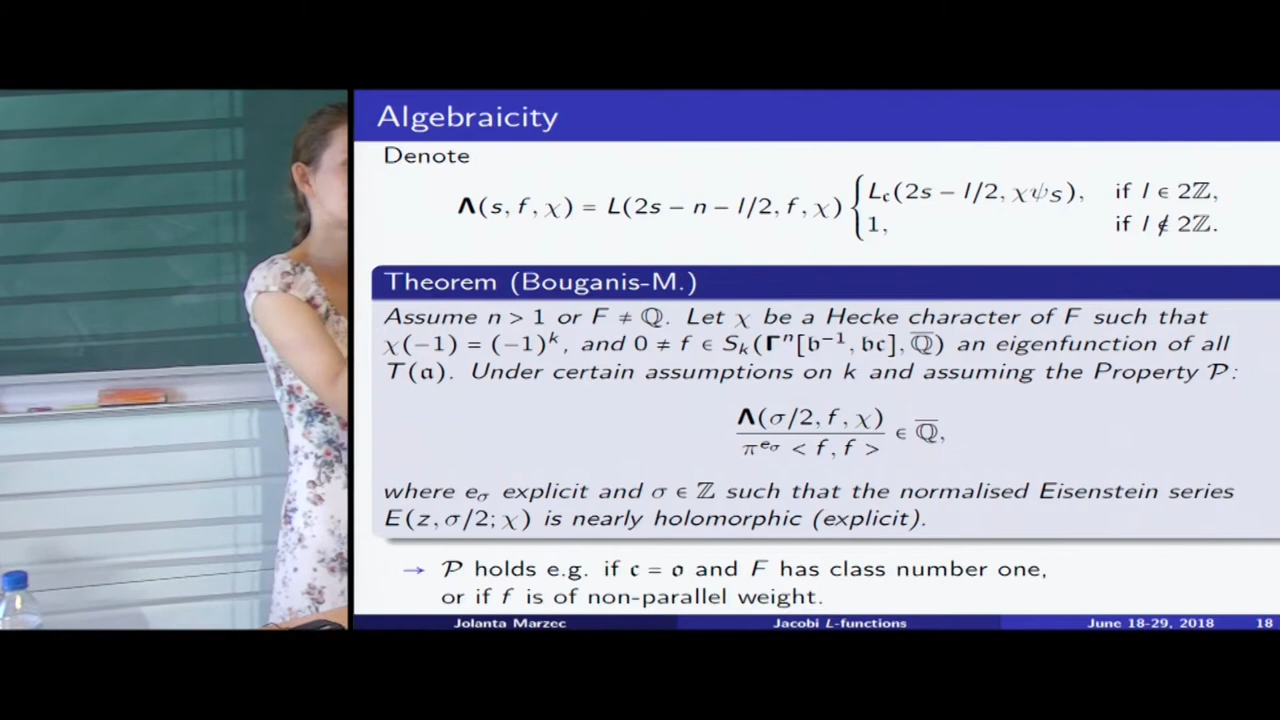 Algebraicity
Denote
Λ(s, f, χ) = L(2s − n − l/2, f, χ) { L_𝔠(2s − l/2, χψ_S), if l ∈ 2ℤ,
1, if l ∉ 2ℤ.
Theorem (Bouganis-M.)
Assume n > 1 or F ≠ ℚ. Let χ be a Hecke character of F such that
χ(−1) = (−1)^k, and 0 ≠ f ∈ S_k(Γ^n[𝔟^{−1}, 𝔟𝔠], ℚ̅) an eigenfunction of all
T(𝔞). Under certain assumptions on k and assuming the Property 𝒫:
Λ(σ/2, f, χ)
π^{e_σ} < f, f > ∈ ℚ̅,
where e_σ explicit and σ ∈ ℤ such that the normalised Eisenstein series
E(z, σ/2; χ) is nearly holomorphic (explicit).
→ 𝒫 holds e.g. if 𝔠 = 𝔬 and F has class number one,
or if f is of non-parallel weight.
Jolanta Marzec Jacobi L-functions June 18-29, 2018 18